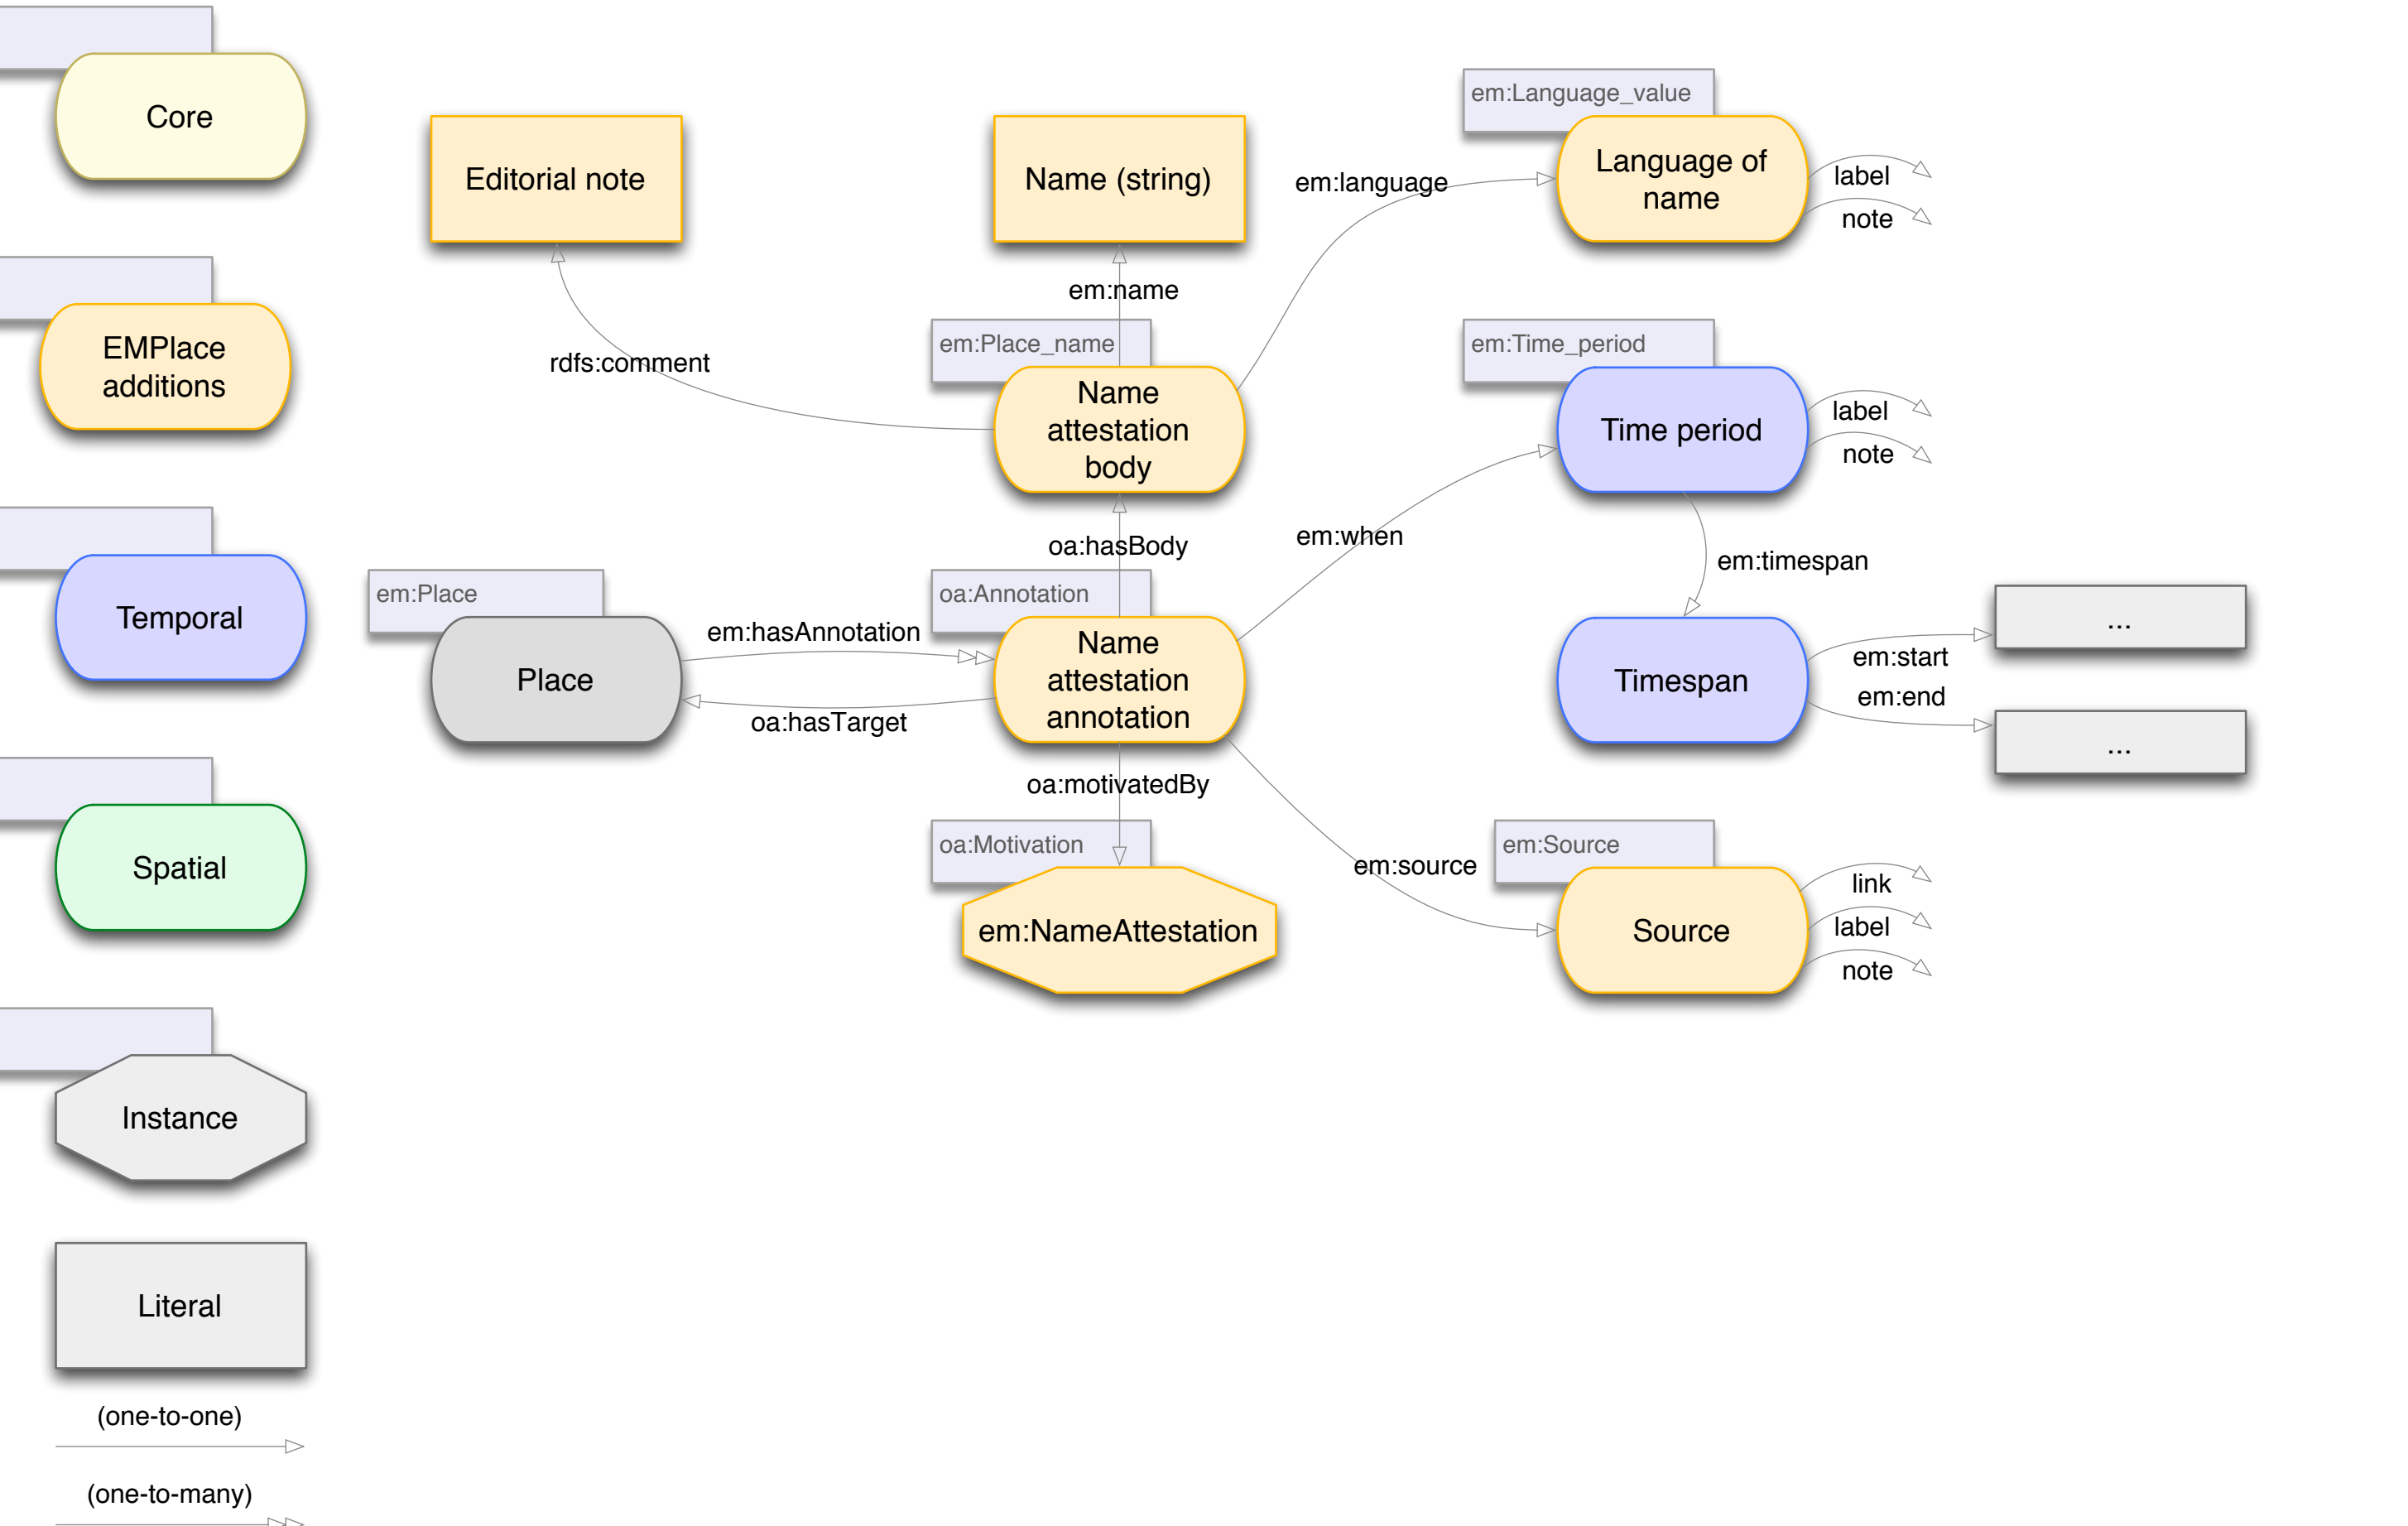 Core
EMPlace
additions
Temporal
Spatial
Instance
Literal
(one-to-one)
(one-to-many)
Editorial note
Name (string)
em:Language_value
Language of
name
label
note
em:language
em:name
rdfs:comment
em:Place_name
Name
attestation
body
em:Time_period
Time period
label
note
em:when
oa:hasBody
em:timespan
em:Place
Place
em:hasAnnotation
oa:hasTarget
oa:Annotation
Name
attestation
annotation
Timespan
em:start
em:end
...
...
oa:motivatedBy
oa:Motivation
em:NameAttestation
em:source
em:Source
Source
link
label
note